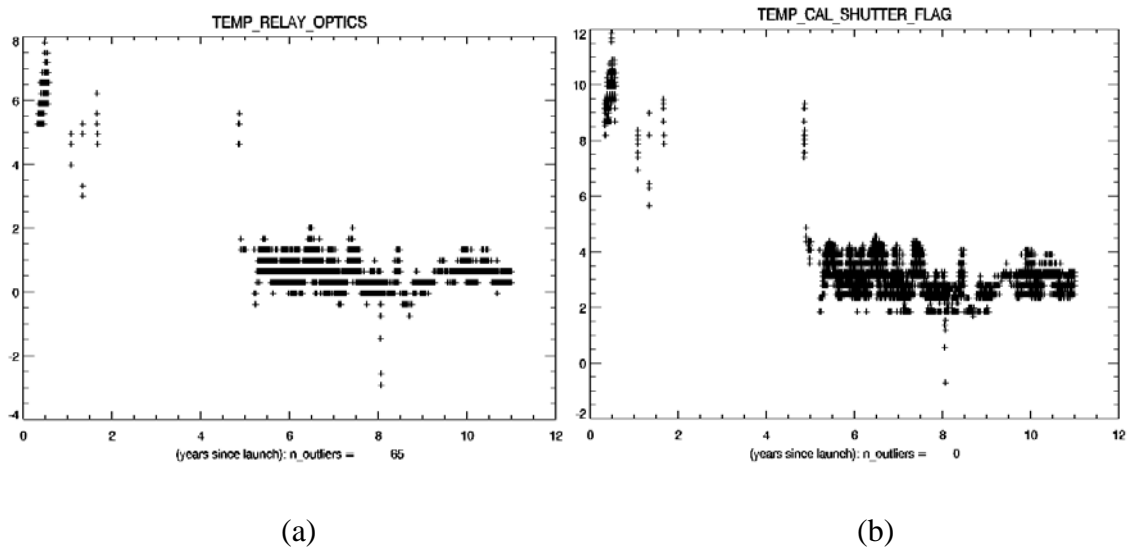 TEMP_RELAY_OPTICS
8
6
4
2
0
-2
-4
0 2 4 6 8 10 12
(years since launch): n_outliers = 65
(a)
TEMP_CAL_SHUTTER_FLAG
12
10
8
6
4
2
0
-2
0 2 4 6 8 10 12
(years since launch): n_outliers = 0
(b)